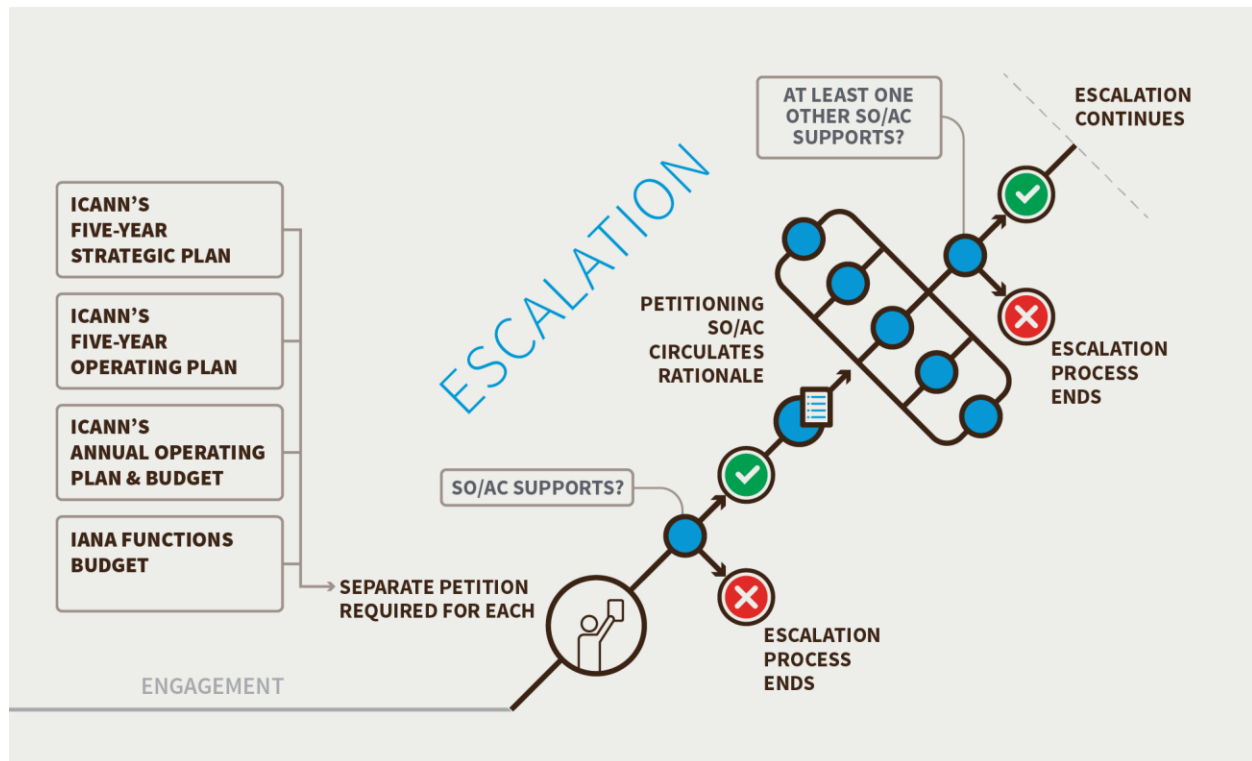 ICANN'S
FIVE-YEAR
STRATEGIC PLAN
ICANN'S
FIVE-YEAR
OPERATING PLAN
ICANN'S
ANNUAL OPERATING
PLAN & BUDGET
IANA FUNCTIONS
BUDGET
SEPARATE PETITION
REQUIRED FOR EACH
ENGAGEMENT
ESCALATION
SO/AC SUPPORTS?
ESCALATION
PROCESS
ENDS
PETITIONING
SO/AC
CIRCULATES
RATIONALE
AT LEAST ONE
OTHER SO/AC
SUPPORTS?
ESCALATION
CONTINUES
ESCALATION
PROCESS
ENDS